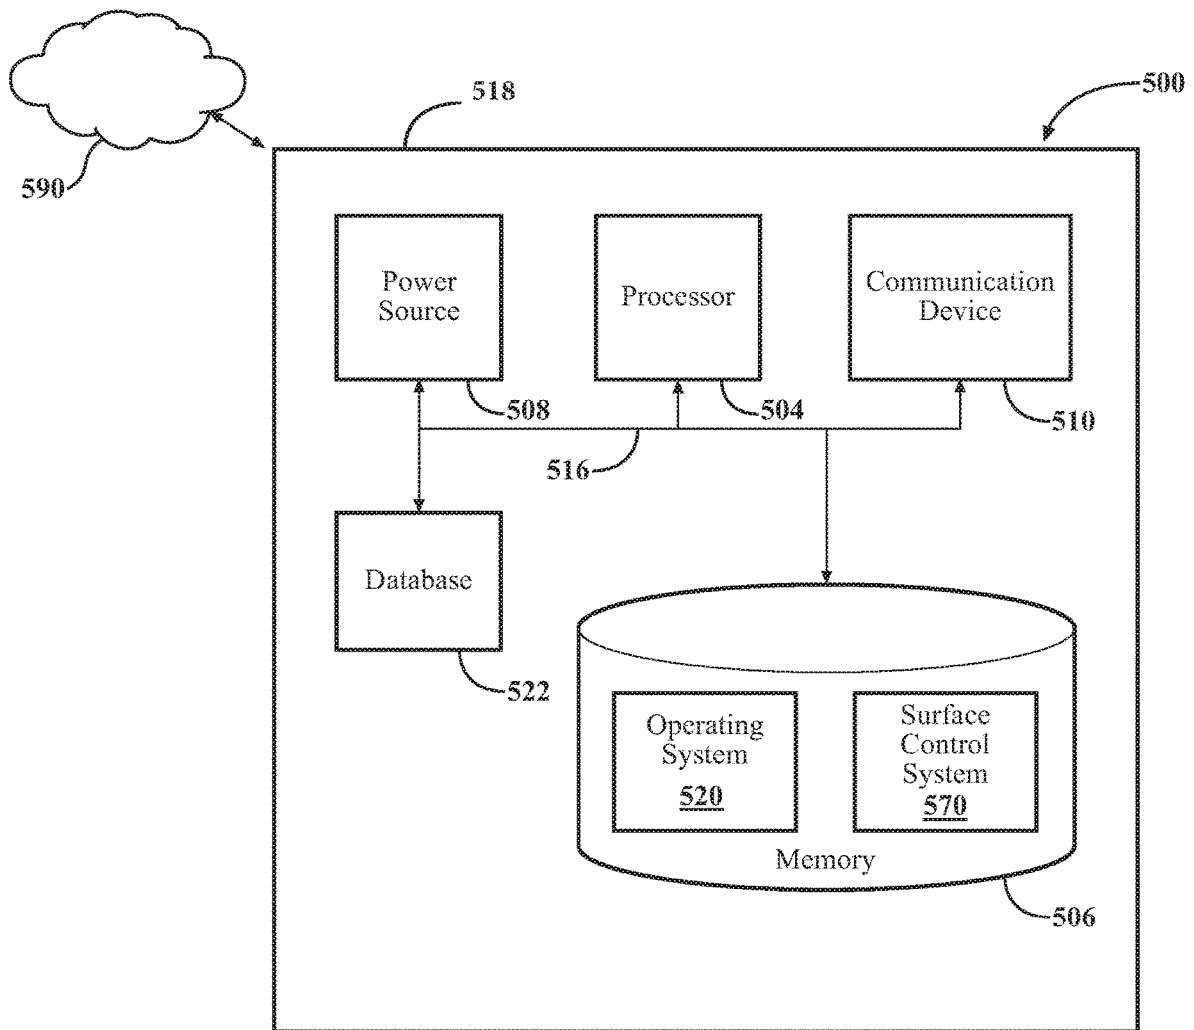 500
518
590
Power
Source
Processor
Communication
Device
508
504
510
516
Database
522
Operating
System
520
Surface
Control
System
570
Memory
506